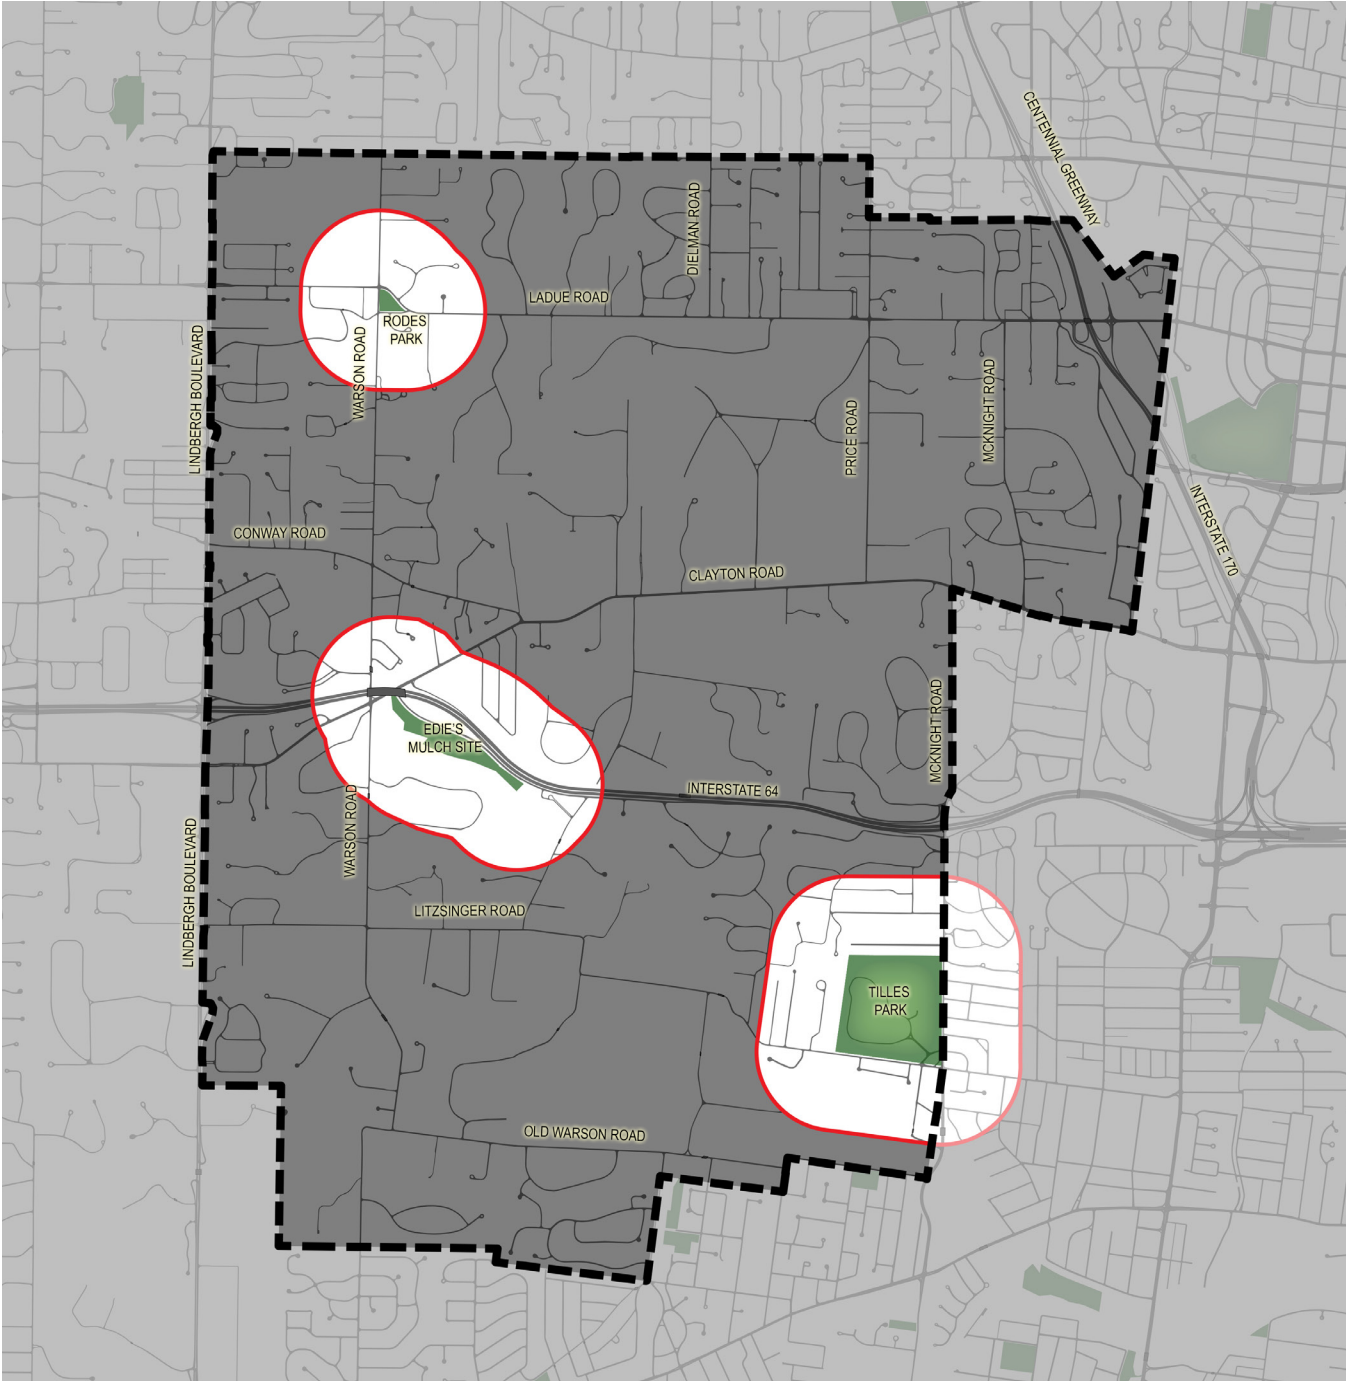 CENTENNIAL GREENWAY
DIELMAN ROAD
LADUE ROAD
RODES
PARK
WARSON ROAD
LINDBERGH BOULEVARD
MCKNIGHT ROAD
PRICE ROAD
INTERSTATE 170
CONWAY ROAD
CLAYTON ROAD
MCKNIGHT ROAD
EDIE'S
MULCH SITE
INTERSTATE 64
WARSON ROAD
LINDBERGH BOULEVARD
LITZSINGER ROAD
TILLES
PARK
OLD WARSON ROAD